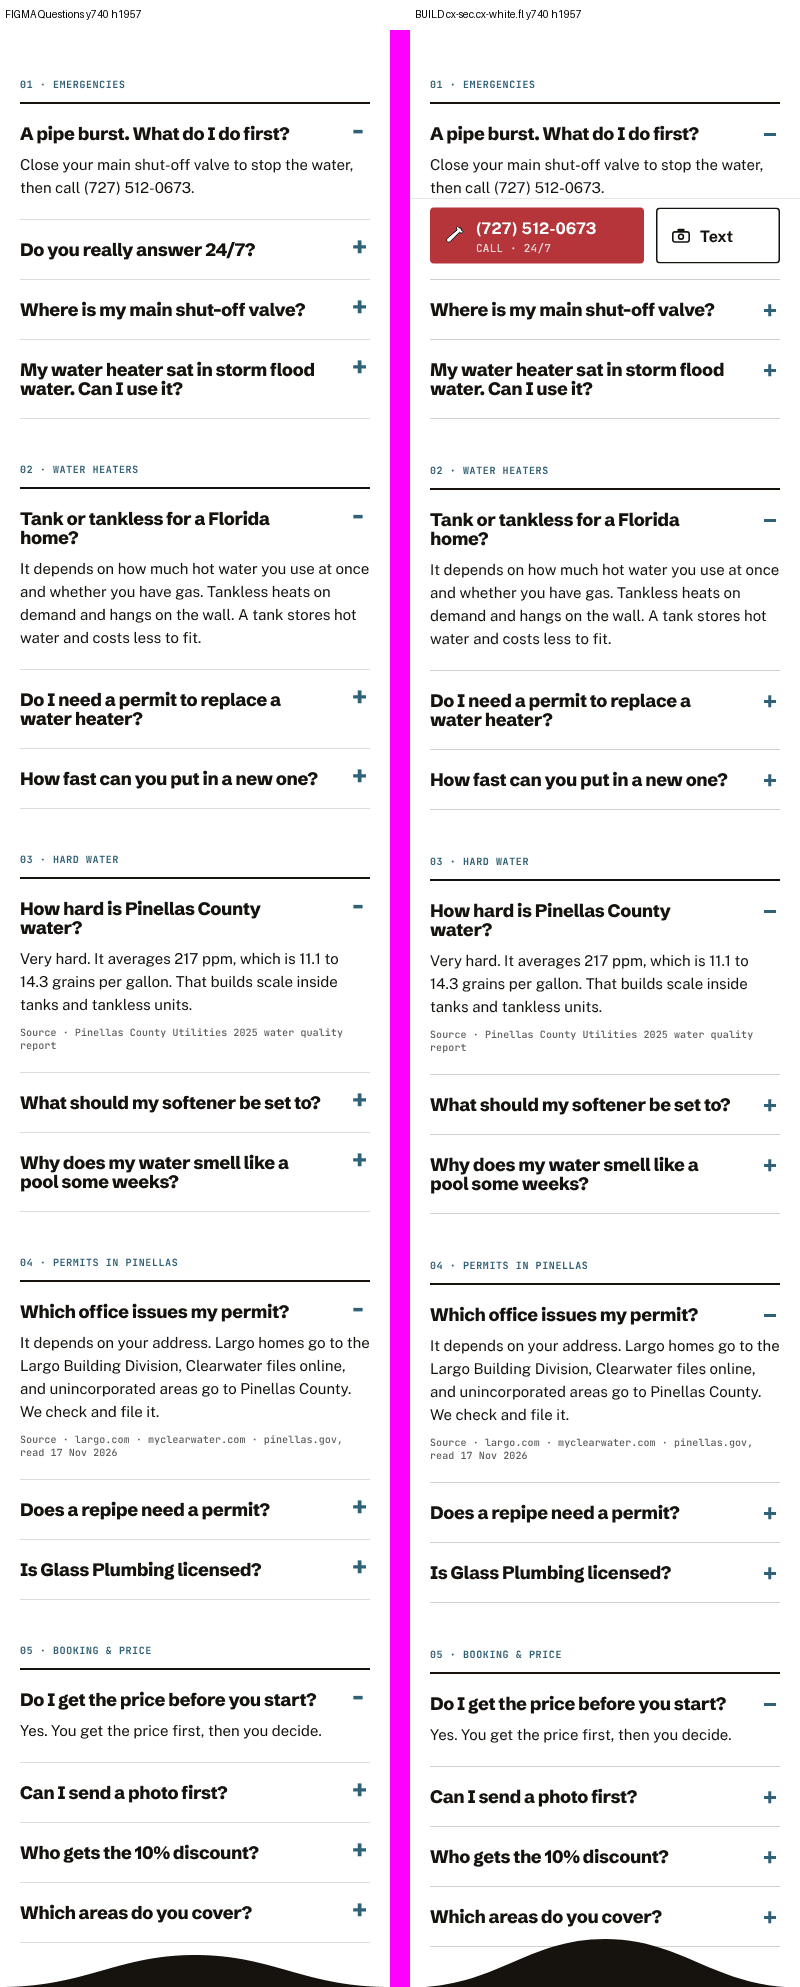 FIGMA Questions y740 h1957
01 · EMERGENCIES
A pipe burst. What do I do first?
Close your main shut-off valve to stop the water,
then call (727) 512-0673.
Do you really answer 24/7?
Where is my main shut-off valve?
My water heater sat in storm flood
water. Can I use it?
02 · WATER HEATERS
Tank or tankless for a Florida
home?
It depends on how much hot water you use at once
and whether you have gas. Tankless heats on
demand and hangs on the wall. A tank stores hot
water and costs less to fit.
Do I need a permit to replace a
water heater?
How fast can you put in a new one?
03 · HARD WATER
How hard is Pinellas County
water?
Very hard. It averages 217 ppm, which is 11.1 to
14.3 grains per gallon. That builds scale inside
tanks and tankless units.
Source · Pinellas County Utilities 2025 water quality
report
What should my softener be set to?
Why does my water smell like a
pool some weeks?
04 · PERMITS IN PINELLAS
Which office issues my permit?
It depends on your address. Largo homes go to the
Largo Building Division, Clearwater files online,
and unincorporated areas go to Pinellas County.
We check and file it.
Source · largo.com · myclearwater.com · pinellas.gov,
read 17 Nov 2026
Does a repipe need a permit?
Is Glass Plumbing licensed?
05 · BOOKING & PRICE
Do I get the price before you start?
Yes. You get the price first, then you decide.
Can I send a photo first?
Who gets the 10% discount?
Which areas do you cover?
BUILD cx-sec.cx-white.fl y740 h1957
01 · EMERGENCIES
A pipe burst. What do I do first?
Close your main shut-off valve to stop the water,
then call (727) 512-0673.
(727) 512-0673
CALL · 24/7
Text
Where is my main shut-off valve?
My water heater sat in storm flood
water. Can I use it?
02 · WATER HEATERS
Tank or tankless for a Florida
home?
It depends on how much hot water you use at once
and whether you have gas. Tankless heats on
demand and hangs on the wall. A tank stores hot
water and costs less to fit.
Do I need a permit to replace a
water heater?
How fast can you put in a new one?
03 · HARD WATER
How hard is Pinellas County
water?
Very hard. It averages 217 ppm, which is 11.1 to
14.3 grains per gallon. That builds scale inside
tanks and tankless units.
Source · Pinellas County Utilities 2025 water quality
report
What should my softener be set to?
Why does my water smell like a
pool some weeks?
04 · PERMITS IN PINELLAS
Which office issues my permit?
It depends on your address. Largo homes go to the
Largo Building Division, Clearwater files online,
and unincorporated areas go to Pinellas County.
We check and file it.
Source · largo.com · myclearwater.com · pinellas.gov,
read 17 Nov 2026
Does a repipe need a permit?
Is Glass Plumbing licensed?
05 · BOOKING & PRICE
Do I get the price before you start?
Yes. You get the price first, then you decide.
Can I send a photo first?
Who gets the 10% discount?
Which areas do you cover?